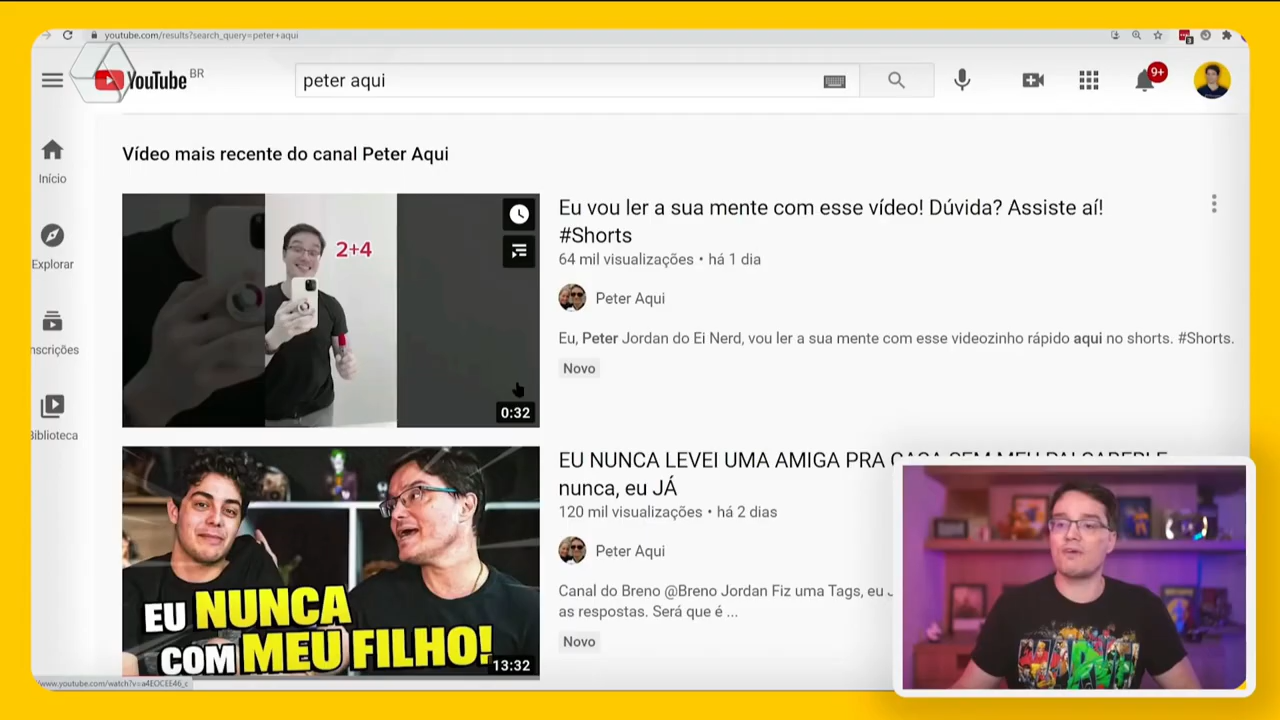 youtube.com/results?search_query=peter+aqui
YouTube BR
peter aqui
9+
Início
Explorar
nscrições
Biblioteca
Vídeo mais recente do canal Peter Aqui
2+4
0:32
Eu vou ler a sua mente com esse vídeo! Dúvida? Assiste aí!
#Shorts
64 mil visualizações • há 1 dia
Peter Aqui
Eu, Peter Jordan do Ei Nerd, vou ler a sua mente com esse videozinho rápido aqui no shorts. #Shorts.
Novo
EU NUNCA
COM MEU FILHO!
13:32
EU NUNCA LEVEI UMA AMIGA PRA
nunca, eu JÁ
120 mil visualizações • há 2 dias
Peter Aqui
Canal do Breno @Breno Jordan Fiz uma Tags, eu
as respostas. Será que é ...
Novo